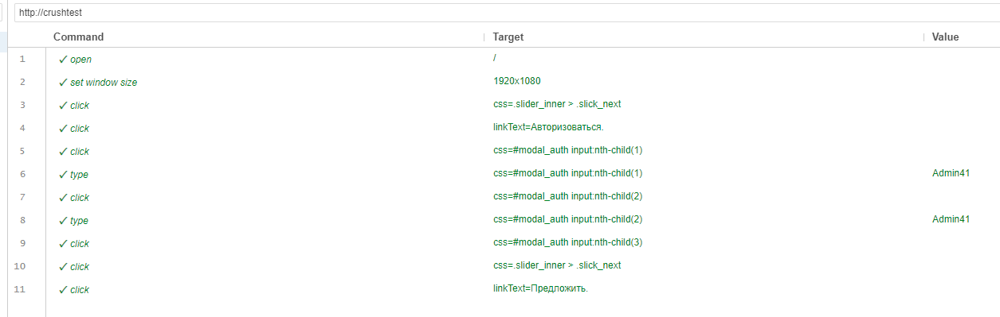 http://crushtest
Command Target Value
1 ✓ open /
2 ✓ set window size 1920x1080
3 ✓ click css=.slider_inner > .slick_next
4 ✓ click linkText=Авторизоваться.
5 ✓ click css=#modal_auth input:nth-child(1)
6 ✓ type css=#modal_auth input:nth-child(1) Admin41
7 ✓ click css=#modal_auth input:nth-child(2)
8 ✓ type css=#modal_auth input:nth-child(2) Admin41
9 ✓ click css=#modal_auth input:nth-child(3)
10 ✓ click css=.slider_inner > .slick_next
11 ✓ click linkText=Предложить.